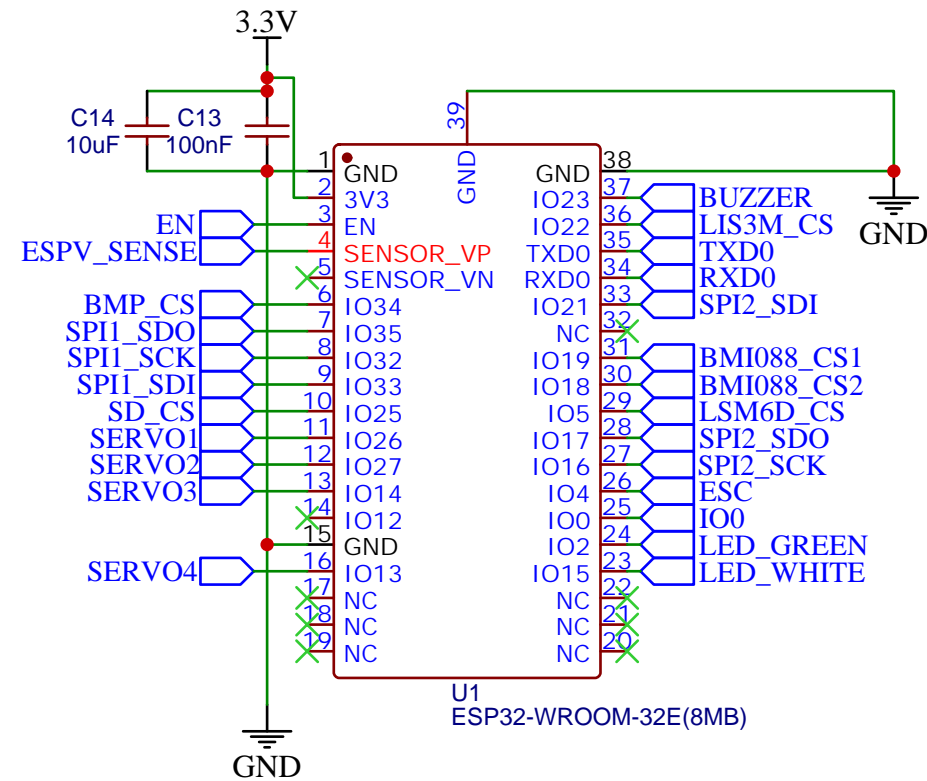 3.3V
C14
10uF
C13
100nF
39
GND
1
GND
2
3V3
EN
3
EN
ESPV_SENSE
4
SENSOR_VP
5
SENSOR_VN
BMP_CS
6
IO34
SPI1_SDO
7
IO35
SPI1_SCK
8
IO32
SPI1_SDI
9
IO33
SD_CS
10
IO25
SERVO1
11
IO26
SERVO2
12
IO27
SERVO3
13
IO14
14
IO12
15
GND
SERVO4
16
IO13
17
NC
18
NC
19
NC
GND
38
GND
IO23
37
BUZZER
IO22
36
LIS3M_CS
TXD0
35
TXD0
RXD0
34
RXD0
IO21
33
SPI2_SDI
NC
32
IO19
31
BMI088_CS1
IO18
30
BMI088_CS2
IO5
29
LSM6D_CS
IO17
28
SPI2_SDO
IO16
27
SPI2_SCK
IO4
26
ESC
IO0
25
IO0
IO2
24
LED_GREEN
IO15
23
LED_WHITE
NC
22
NC
21
NC
20
GND
U1
ESP32-WROOM-32E(8MB)